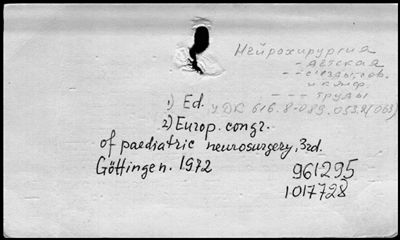 Нейрохирургия
- детская
-- съезды, сов.
и конф.
--- труды
1) Ed. УДК 616.8-089.053.2(063)
2) Europ. congr.
of paediatric neurosurgery, 3rd.
Göttingen. 1972
961295
1017728